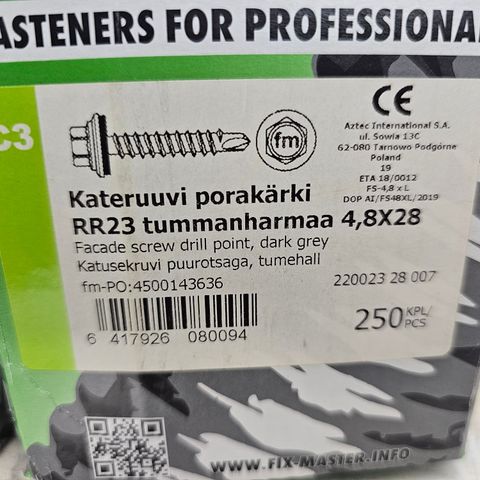 ASTENERS FOR PROFESSIONA
C3
fm
CE
Aztec International S.A.
ul. Sowia 13C
62-080 Tarnowo Podgórne
Poland
19
ETA 18/0012
FS-4,8 x L
DOP AI/FS48XL/2019
Kateruuvi porakärki
RR23 tummanharmaa 4,8X28
Facade screw drill point, dark grey
Katusekruvi puurotsaga, tumehall
fm-PO:4500143636
220023 28 007
6 417926 080094
250 KPL/
PCS
WWW.FIX-MASTER.INFO